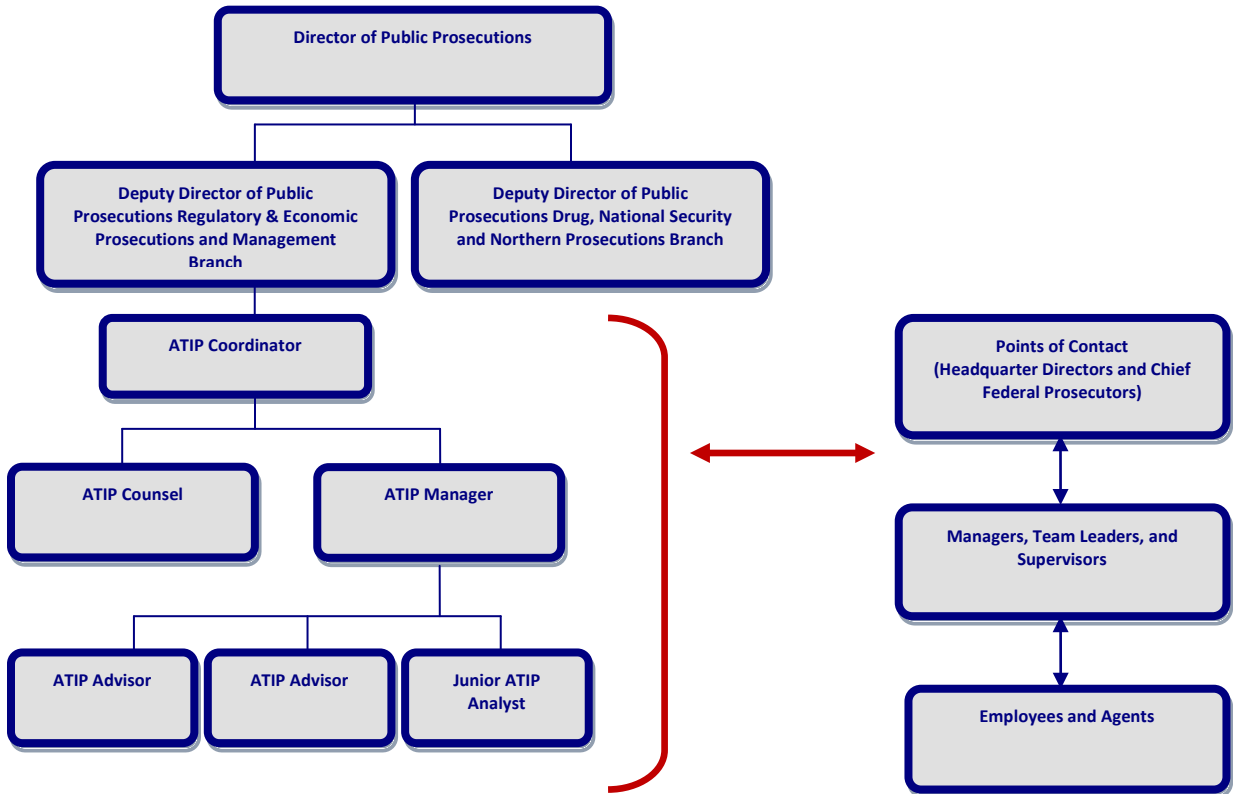 Director of Public Prosecutions
Deputy Director of Public
Prosecutions Regulatory & Economic
Prosecutions and Management
Branch
Deputy Director of Public
Prosecutions Drug, National Security
and Northern Prosecutions Branch
ATIP Coordinator
ATIP Counsel
ATIP Manager
ATIP Advisor
ATIP Advisor
Junior ATIP
Analyst
Points of Contact
(Headquarter Directors and Chief
Federal Prosecutors)
Managers, Team Leaders, and
Supervisors
Employees and Agents